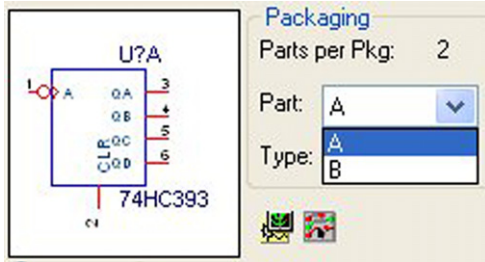 U?A
1
A
QA
3
QB
4
CLR
QC
5
QD
6
2
74HC393
Packaging
Parts per Pkg: 2
Part: A
A
B
Type: